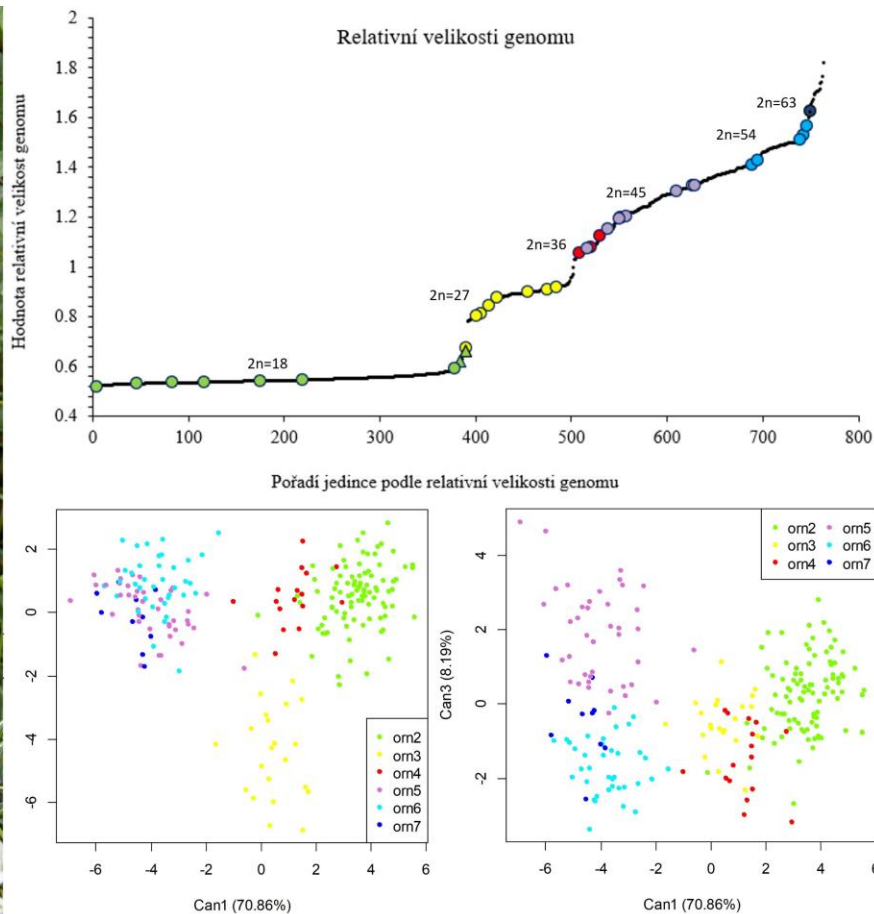 Relativní velikosti genomu
Hodnota relativní velikost genomu
2
1.8
1.6
1.4
1.2
1
0.8
0.6
0.4
0 100 200 300 400 500 600 700 800
2n=18
2n=27
2n=36
2n=45
2n=54
2n=63
Pořadí jedince podle relativní velikosti genomu
2
0
-2
-4
-6
-6 -4 -2 0 2 4 6
Can1 (70.86%)
orn2
orn3
orn4
orn5
orn6
orn7
Can3 (8.19%)
4
2
0
-2
-6 -4 -2 0 2 4 6
Can1 (70.86%)
orn2 orn5
orn3 orn6
orn4 orn7